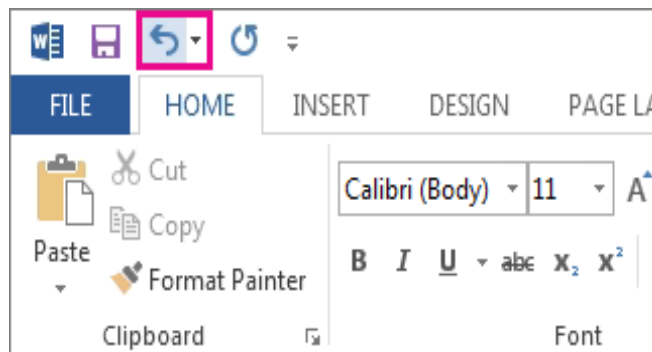 FILE HOME INSERT DESIGN PAGE LA
Cut
Calibri (Body) 11 A
Copy
Paste
B I U abc X₂ X²
Format Painter
Clipboard Font